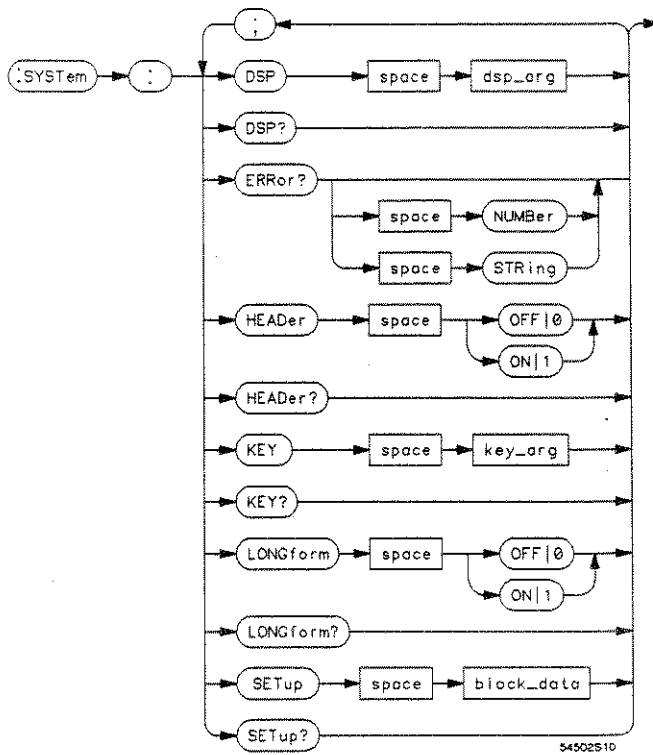 ;
:SYSTem : DSP space dsp_arg
DSP?
ERRor?
space NUMBer
space STRing
HEADer space OFF|0
ON|1
HEADer?
KEY space key_arg
KEY?
LONGform space OFF|0
ON|1
LONGform?
SETup space block_data
SETup?
54502S10